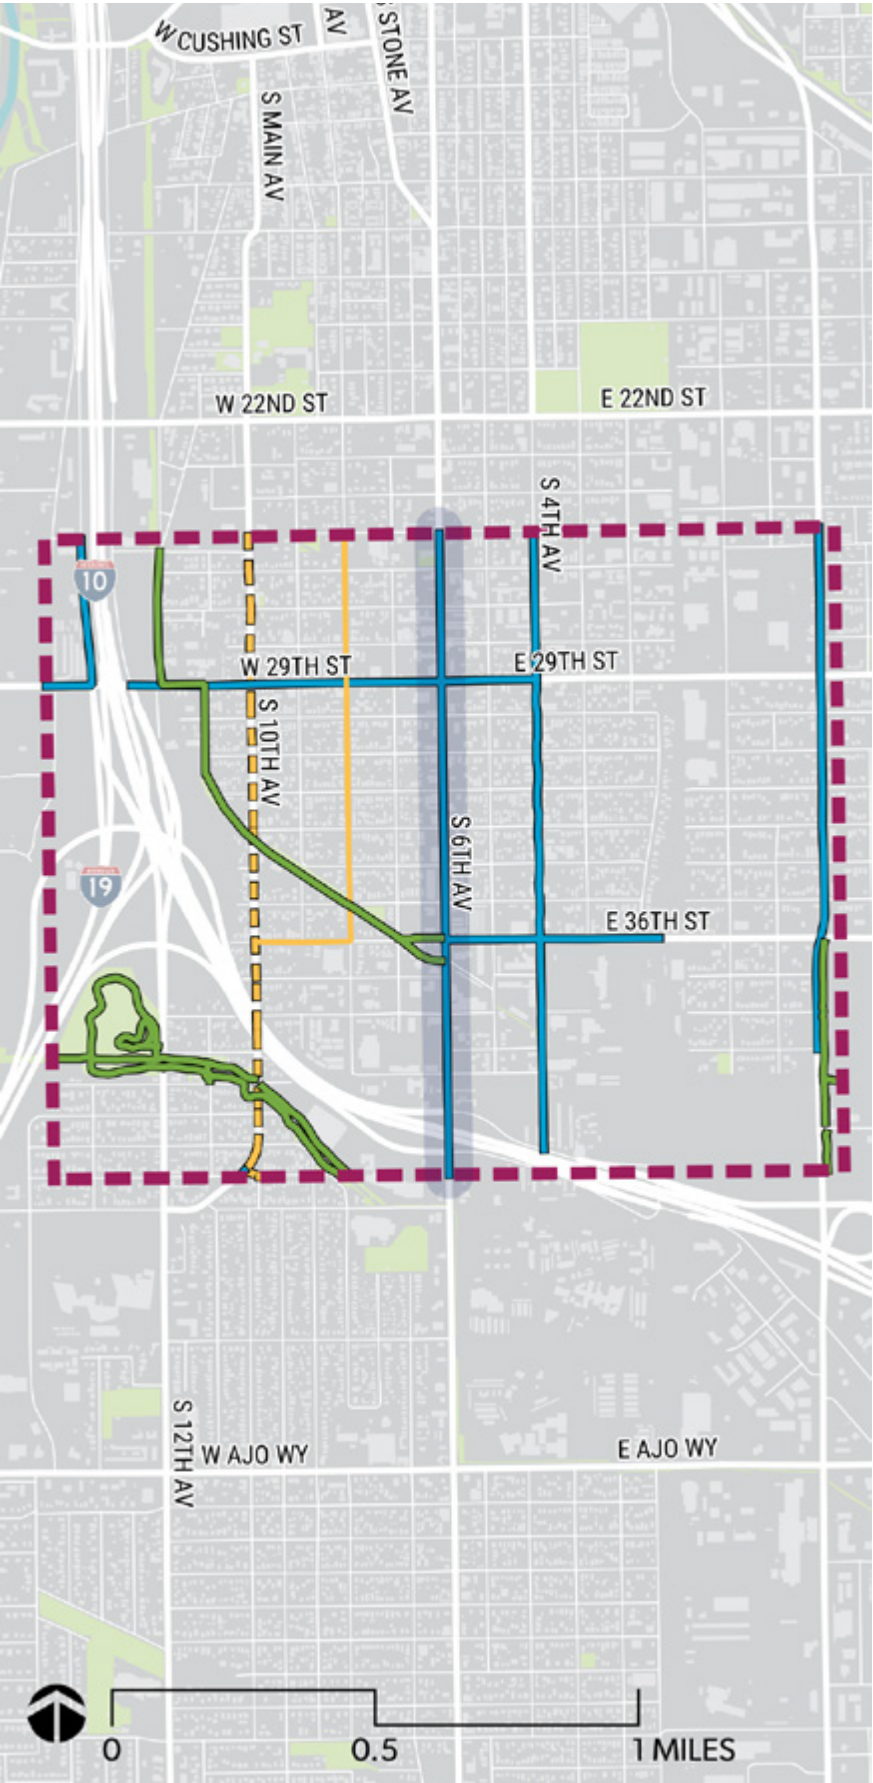 W CUSHING ST
AV
S STONE AV
S MAIN AV
W 22ND ST
E 22ND ST
S 4TH AV
10
W 29TH ST
E 29TH ST
S 10TH AV
S 6TH AV
19
E 36TH ST
S 12TH AV
W AJO WY
E AJO WY
0
0.5
1 MILES